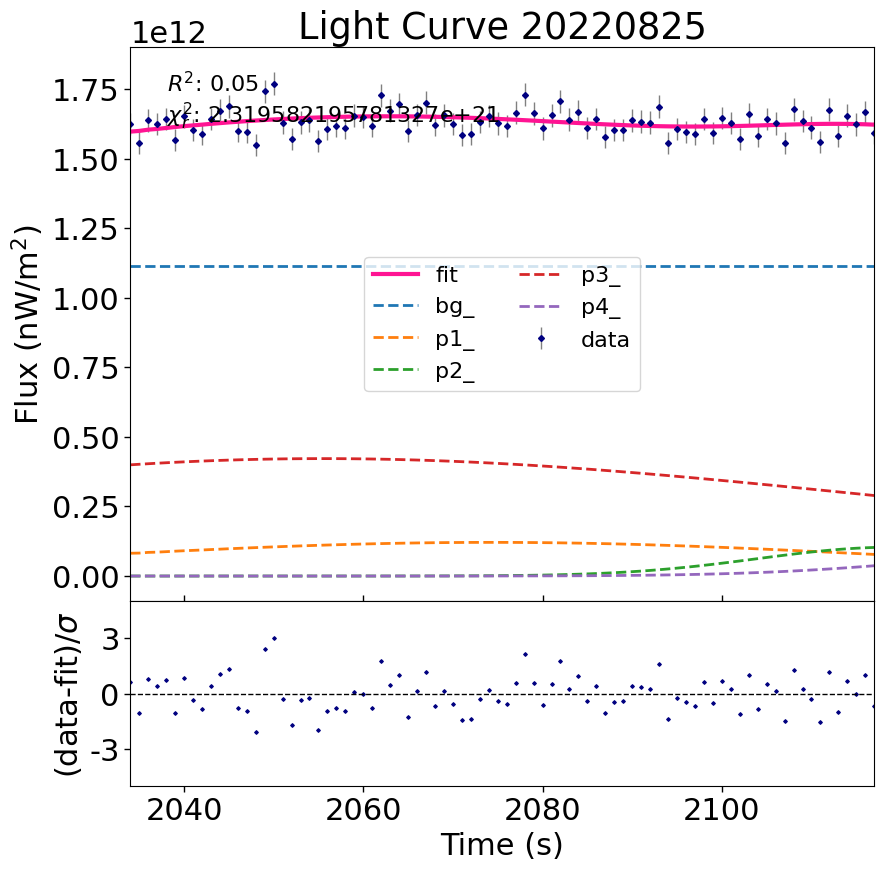 Light Curve 20220825
1e12
R²: 0.05
χ²: 2.3195821957813​27e+21
1.75
1.50
1.25
1.00
0.75
0.50
0.25
0.00
Flux (nW/m²)
fit
bg_
p1_
p2_
p3_
p4_
data
3
0
-3
(data-fit)/σ
2040 2060 2080 2100
Time (s)